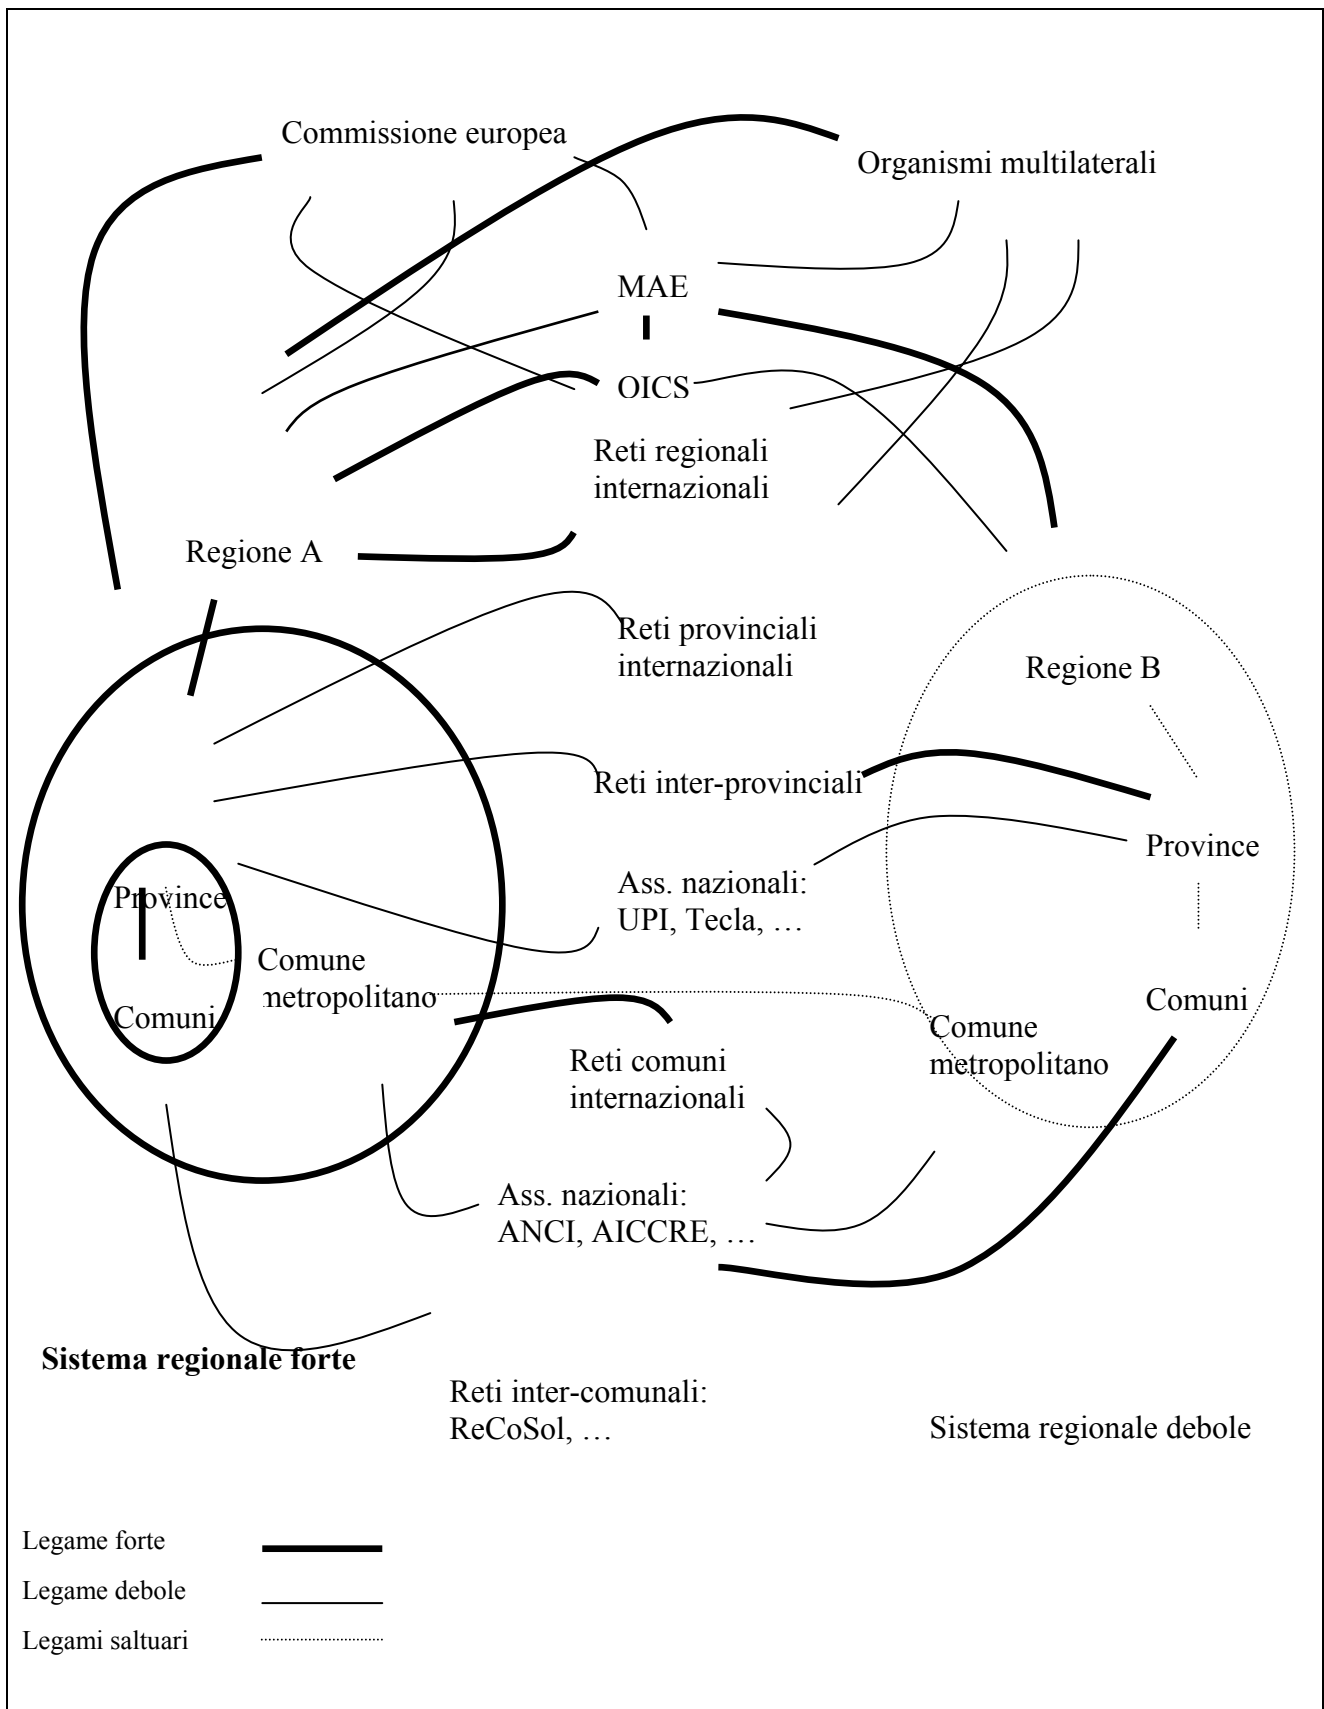 Commissione europea
Organismi multilaterali
MAE
OICS
Reti regionali
internazionali
Regione A
Reti provinciali
internazionali
Regione B
Reti inter-provinciali
Province
Ass. nazionali:
UPI, Tecla, …
Province
Comune
metropolitano
Comuni
Comuni
Comune
metropolitano
Reti comuni
internazionali
Ass. nazionali:
ANCI, AICCRE, …
Sistema regionale forte
Reti inter-comunali:
ReCoSol, …
Sistema regionale debole
Legame forte
Legame debole
Legami saltuari